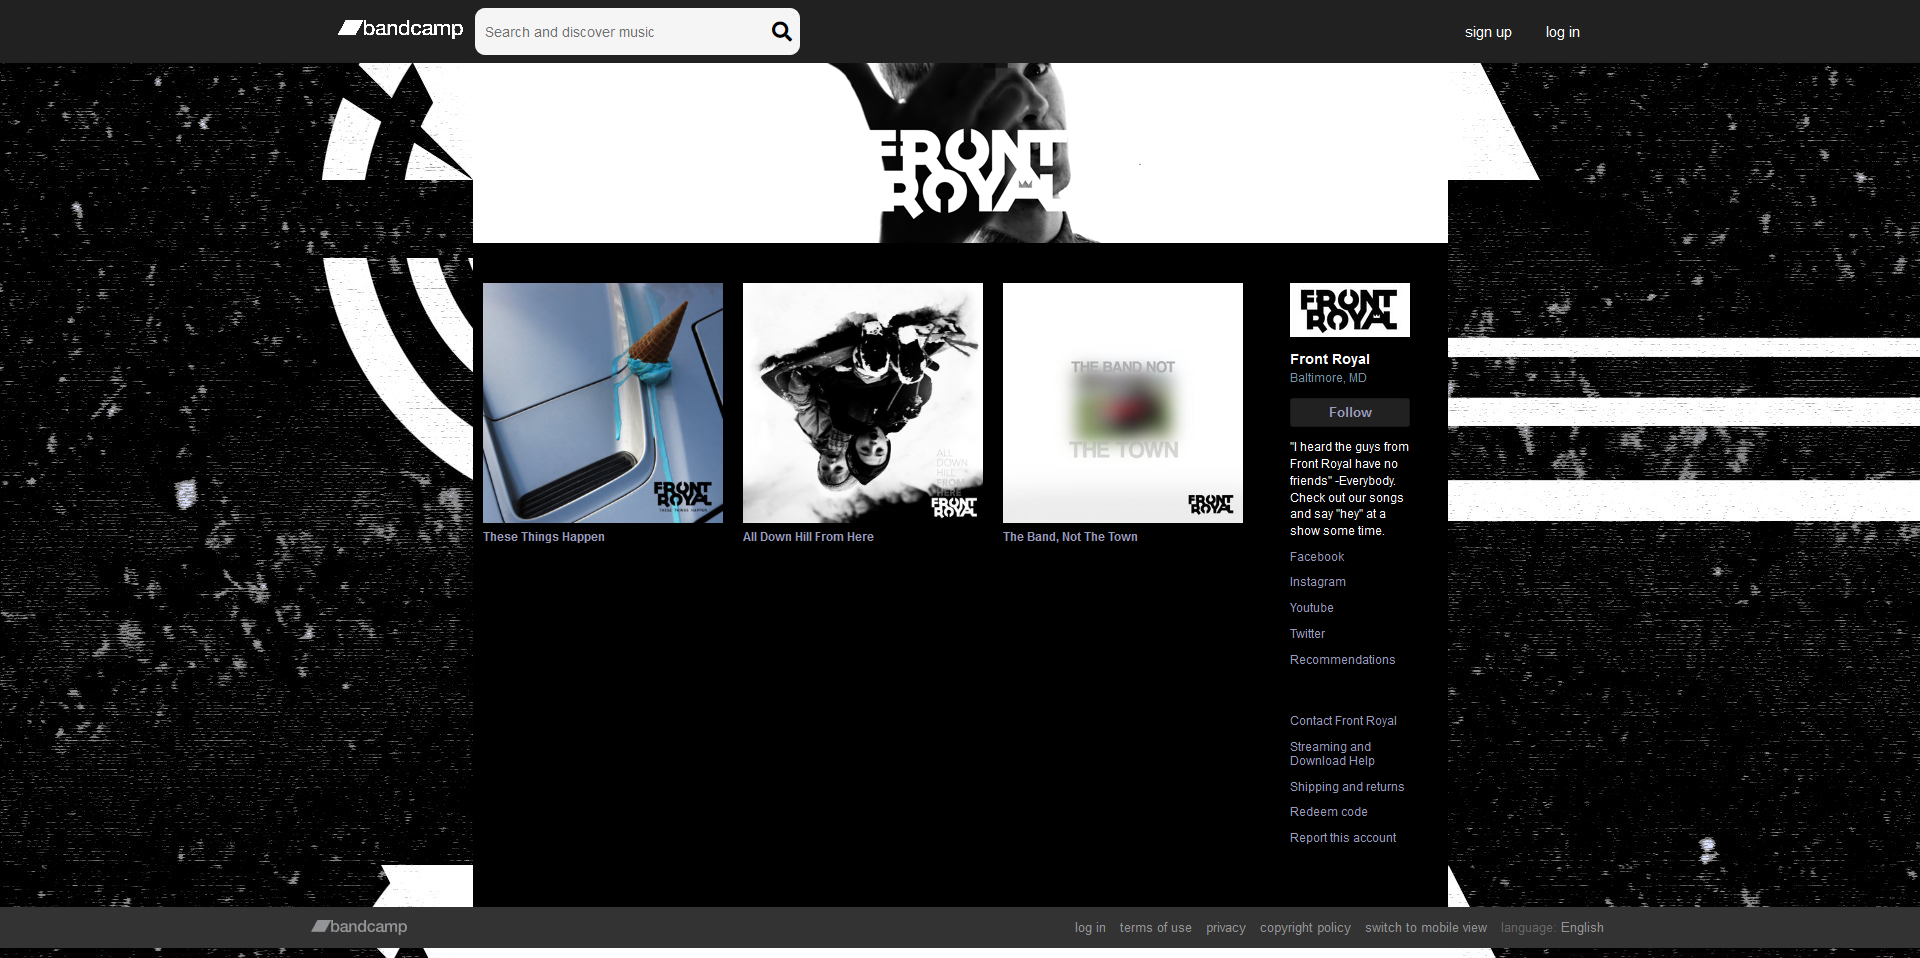 bandcamp
Search and discover music
sign up
log in
FRONT
ROYAL
These Things Happen
FRONT
ROYAL
THESE THINGS HAPPEN
All Down Hill From Here
ALL
DOWN
HILL
FROM
HERE
FRONT
ROYAL
The Band, Not The Town
THE BAND NOT
THE TOWN
FRONT
ROYAL
FRONT
ROYAL
Front Royal
Baltimore, MD
Follow
"I heard the guys from
Front Royal have no
friends" -Everybody.
Check out our songs
and say "hey" at a
show some time.
Facebook
Instagram
Youtube
Twitter
Recommendations
Contact Front Royal
Streaming and
Download Help
Shipping and returns
Redeem code
Report this account
bandcamp
log in
terms of use
privacy
copyright policy
switch to mobile view
language: English